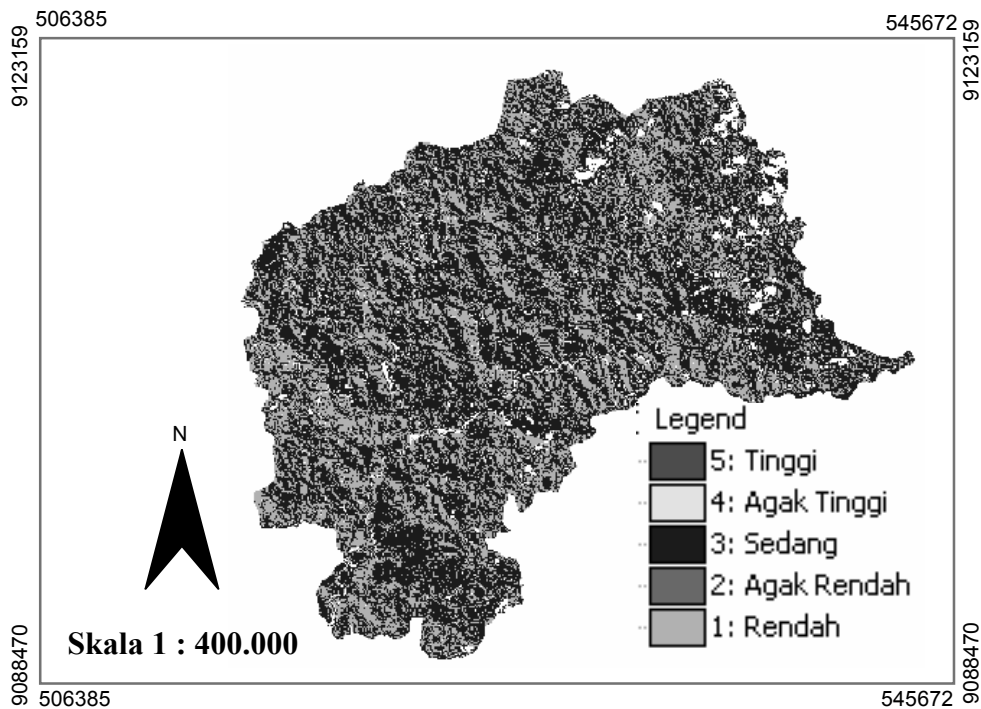 506385
545672
9123159
9123159
N
Legend
5: Tinggi
4: Agak Tinggi
3: Sedang
2: Agak Rendah
1: Rendah
Skala 1 : 400.000
9088470
9088470
506385
545672